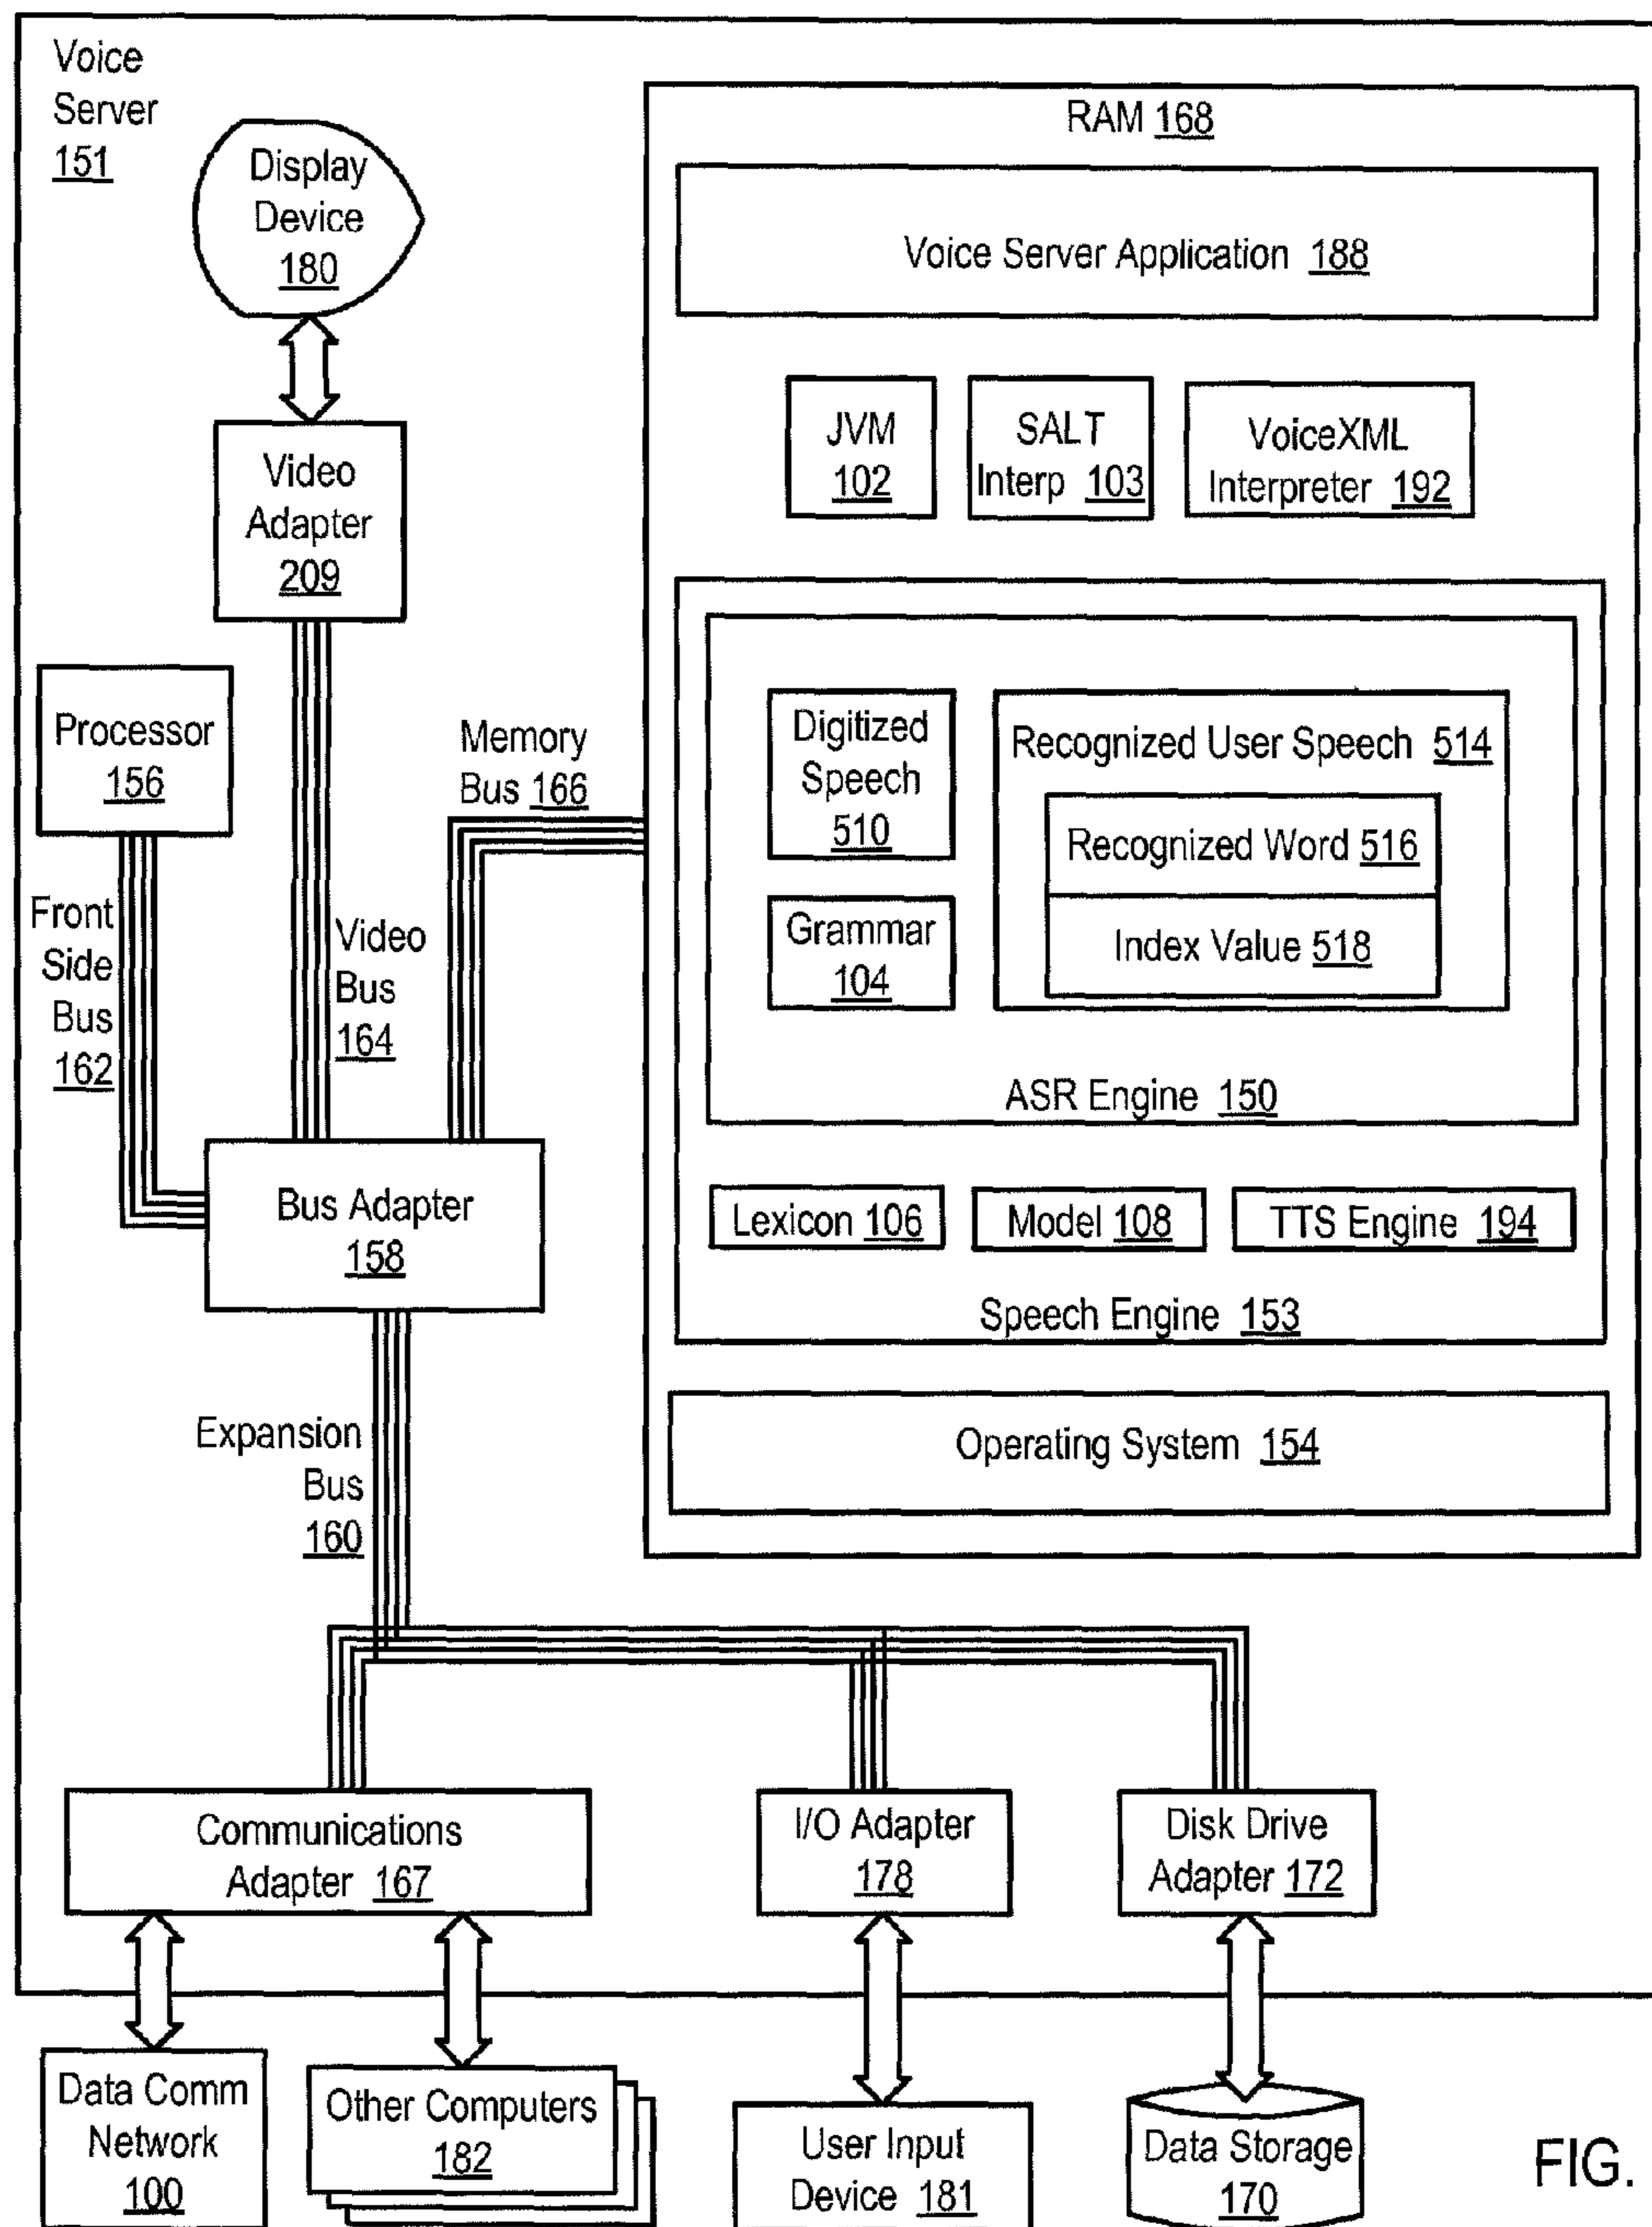 Voice
Server
151
Display
Device
180
Video
Adapter
209
Processor
156
Front
Side
Bus
162
Video
Bus
164
Memory
Bus 166
Bus Adapter
158
Expansion
Bus
160
RAM 168
Voice Server Application 188
JVM
102
SALT
Interp 103
VoiceXML
Interpreter 192
Digitized
Speech
510
Grammar
104
Recognized User Speech 514
Recognized Word 516
Index Value 518
ASR Engine 150
Lexicon 106
Model 108
TTS Engine 194
Speech Engine 153
Operating System 154
Communications
Adapter 167
I/O Adapter
178
Disk Drive
Adapter 172
Data Comm
Network
100
Other Computers
182
User Input
Device 181
Data Storage
170
FIG.